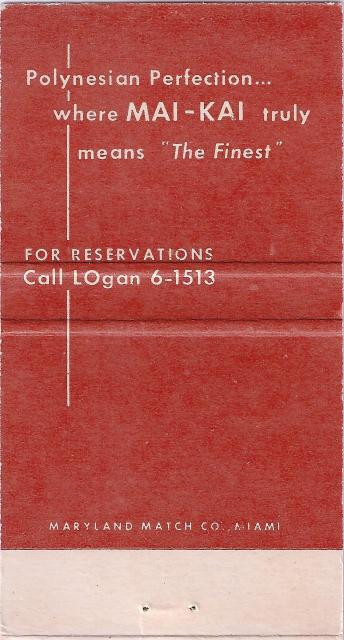 Polynesian Perfection...
where MAI-KAI truly
means "The Finest"
FOR RESERVATIONS
Call LOgan 6-1513
MARYLAND MATCH CO., MIAMI